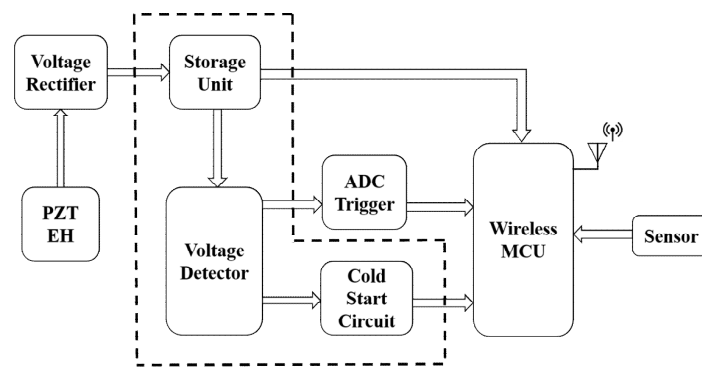 Voltage
Rectifier
Storage
Unit
PZT
EH
Voltage
Detector
ADC
Trigger
Cold
Start
Circuit
Wireless
MCU
Sensor